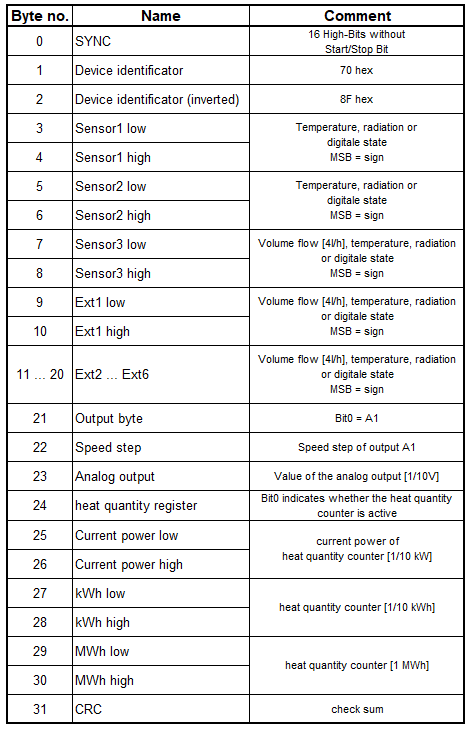 Byte no. Name Comment
0 SYNC 16 High-Bits without
Start/Stop Bit
1 Device identificator 70 hex
2 Device identificator (inverted) 8F hex
3 Sensor1 low Temperature, radiation or
digitale state
4 Sensor1 high MSB = sign
5 Sensor2 low Temperature, radiation or
digitale state
6 Sensor2 high MSB = sign
7 Sensor3 low Volume flow [4l/h], temperature, radiation
or digitale state
8 Sensor3 high MSB = sign
9 Ext1 low Volume flow [4l/h], temperature, radiation
or digitale state
10 Ext1 high MSB = sign
11 ... 20 Ext2 ... Ext6 Volume flow [4l/h], temperature, radiation
or digitale state
MSB = sign
21 Output byte Bit0 = A1
22 Speed step Speed step of output A1
23 Analog output Value of the analog output [1/10V]
24 heat quantity register Bit0 indicates whether the heat quantity
counter is active
25 Current power low current power of
26 Current power high heat quantity counter [1/10 kW]
27 kWh low heat quantity counter [1/10 kWh]
28 kWh high
29 MWh low heat quantity counter [1 MWh]
30 MWh high
31 CRC check sum